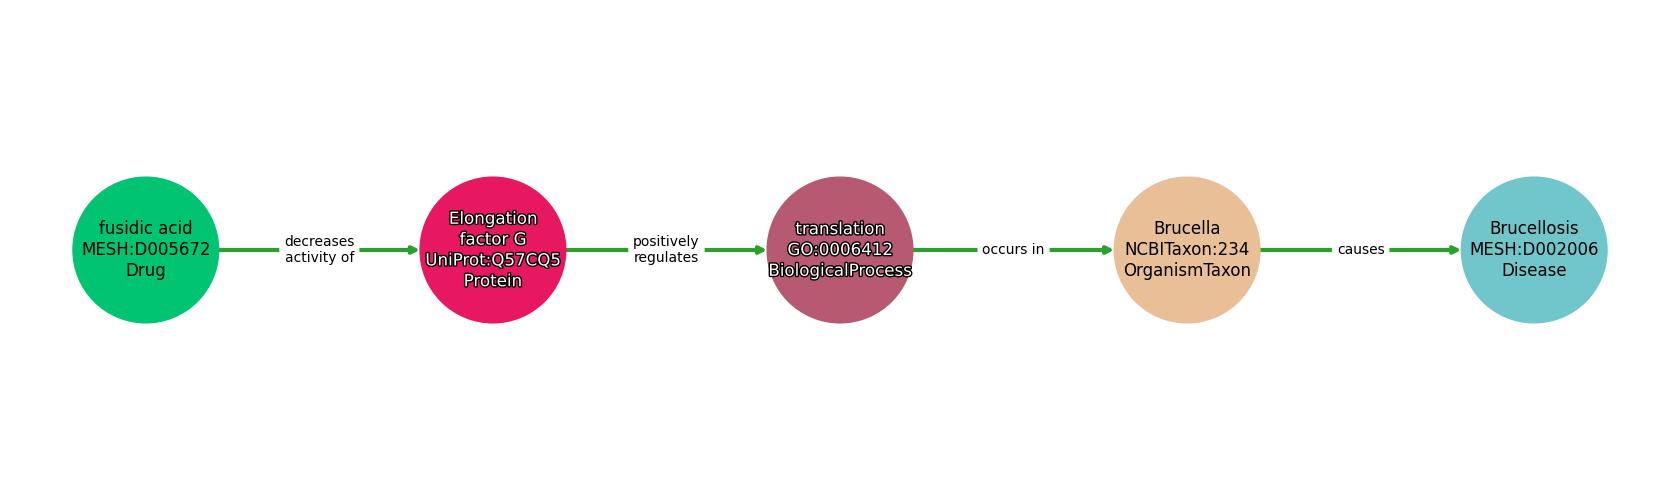 fusidic acid
MESH:D005672
Drug
decreases
activity of
Elongation
factor G
UniProt:Q57CQ5
Protein
positively
regulates
translation
GO:0006412
BiologicalProcess
occurs in
Brucella
NCBITaxon:234
OrganismTaxon
causes
Brucellosis
MESH:D002006
Disease